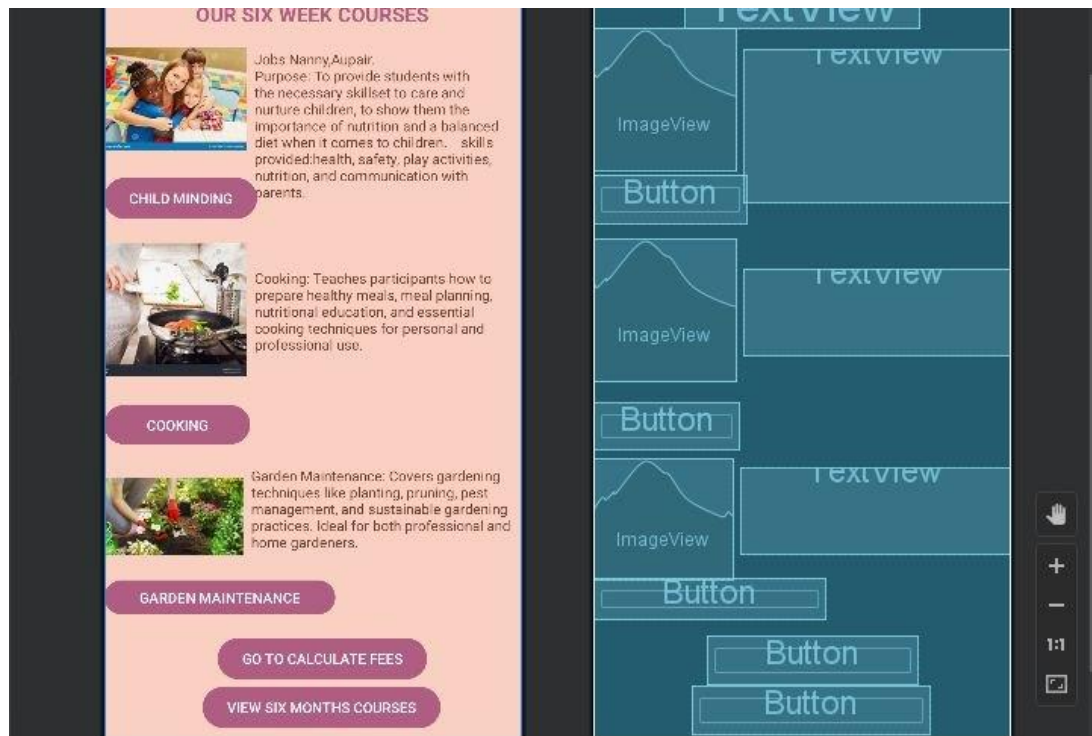 OUR SIX WEEK COURSES
Jobs Nanny,Aupair.
Purpose: To provide students with
the necessary skillset to care and
nurture children, to show them the
importance of nutrition and a balanced
diet when it comes to children. skills
provided:health, safety, play activities,
nutrition, and communication with
parents.
CHILD MINDING
Cooking: Teaches participants how to
prepare healthy meals, meal planning,
nutritional education, and essential
cooking techniques for personal and
professional use.
COOKING
Garden Maintenance: Covers gardening
techniques like planting, pruning, pest
management, and sustainable gardening
practices. Ideal for both professional and
home gardeners.
GARDEN MAINTENANCE
GO TO CALCULATE FEES
VIEW SIX MONTHS COURSES
TextView
TextView
ImageView
Button
TextView
ImageView
Button
TextView
ImageView
Button
Button
Button
1:1